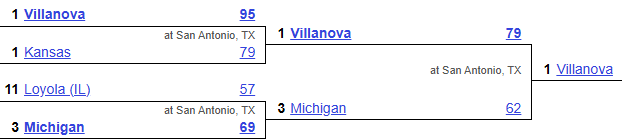 1 Villanova 95
at San Antonio, TX
1 Kansas 79
11 Loyola (IL) 57
at San Antonio, TX
3 Michigan 69
1 Villanova 79
at San Antonio, TX
3 Michigan 62
1 Villanova